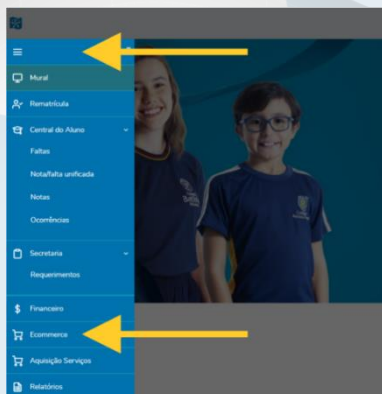 Mural
Rematrícula
Central do Aluno
Faltas
Nota/falta unificada
Notas
Ocorrências
Secretaria
Requerimentos
Financeiro
Ecommerce
Aquisição Serviços
Relatórios